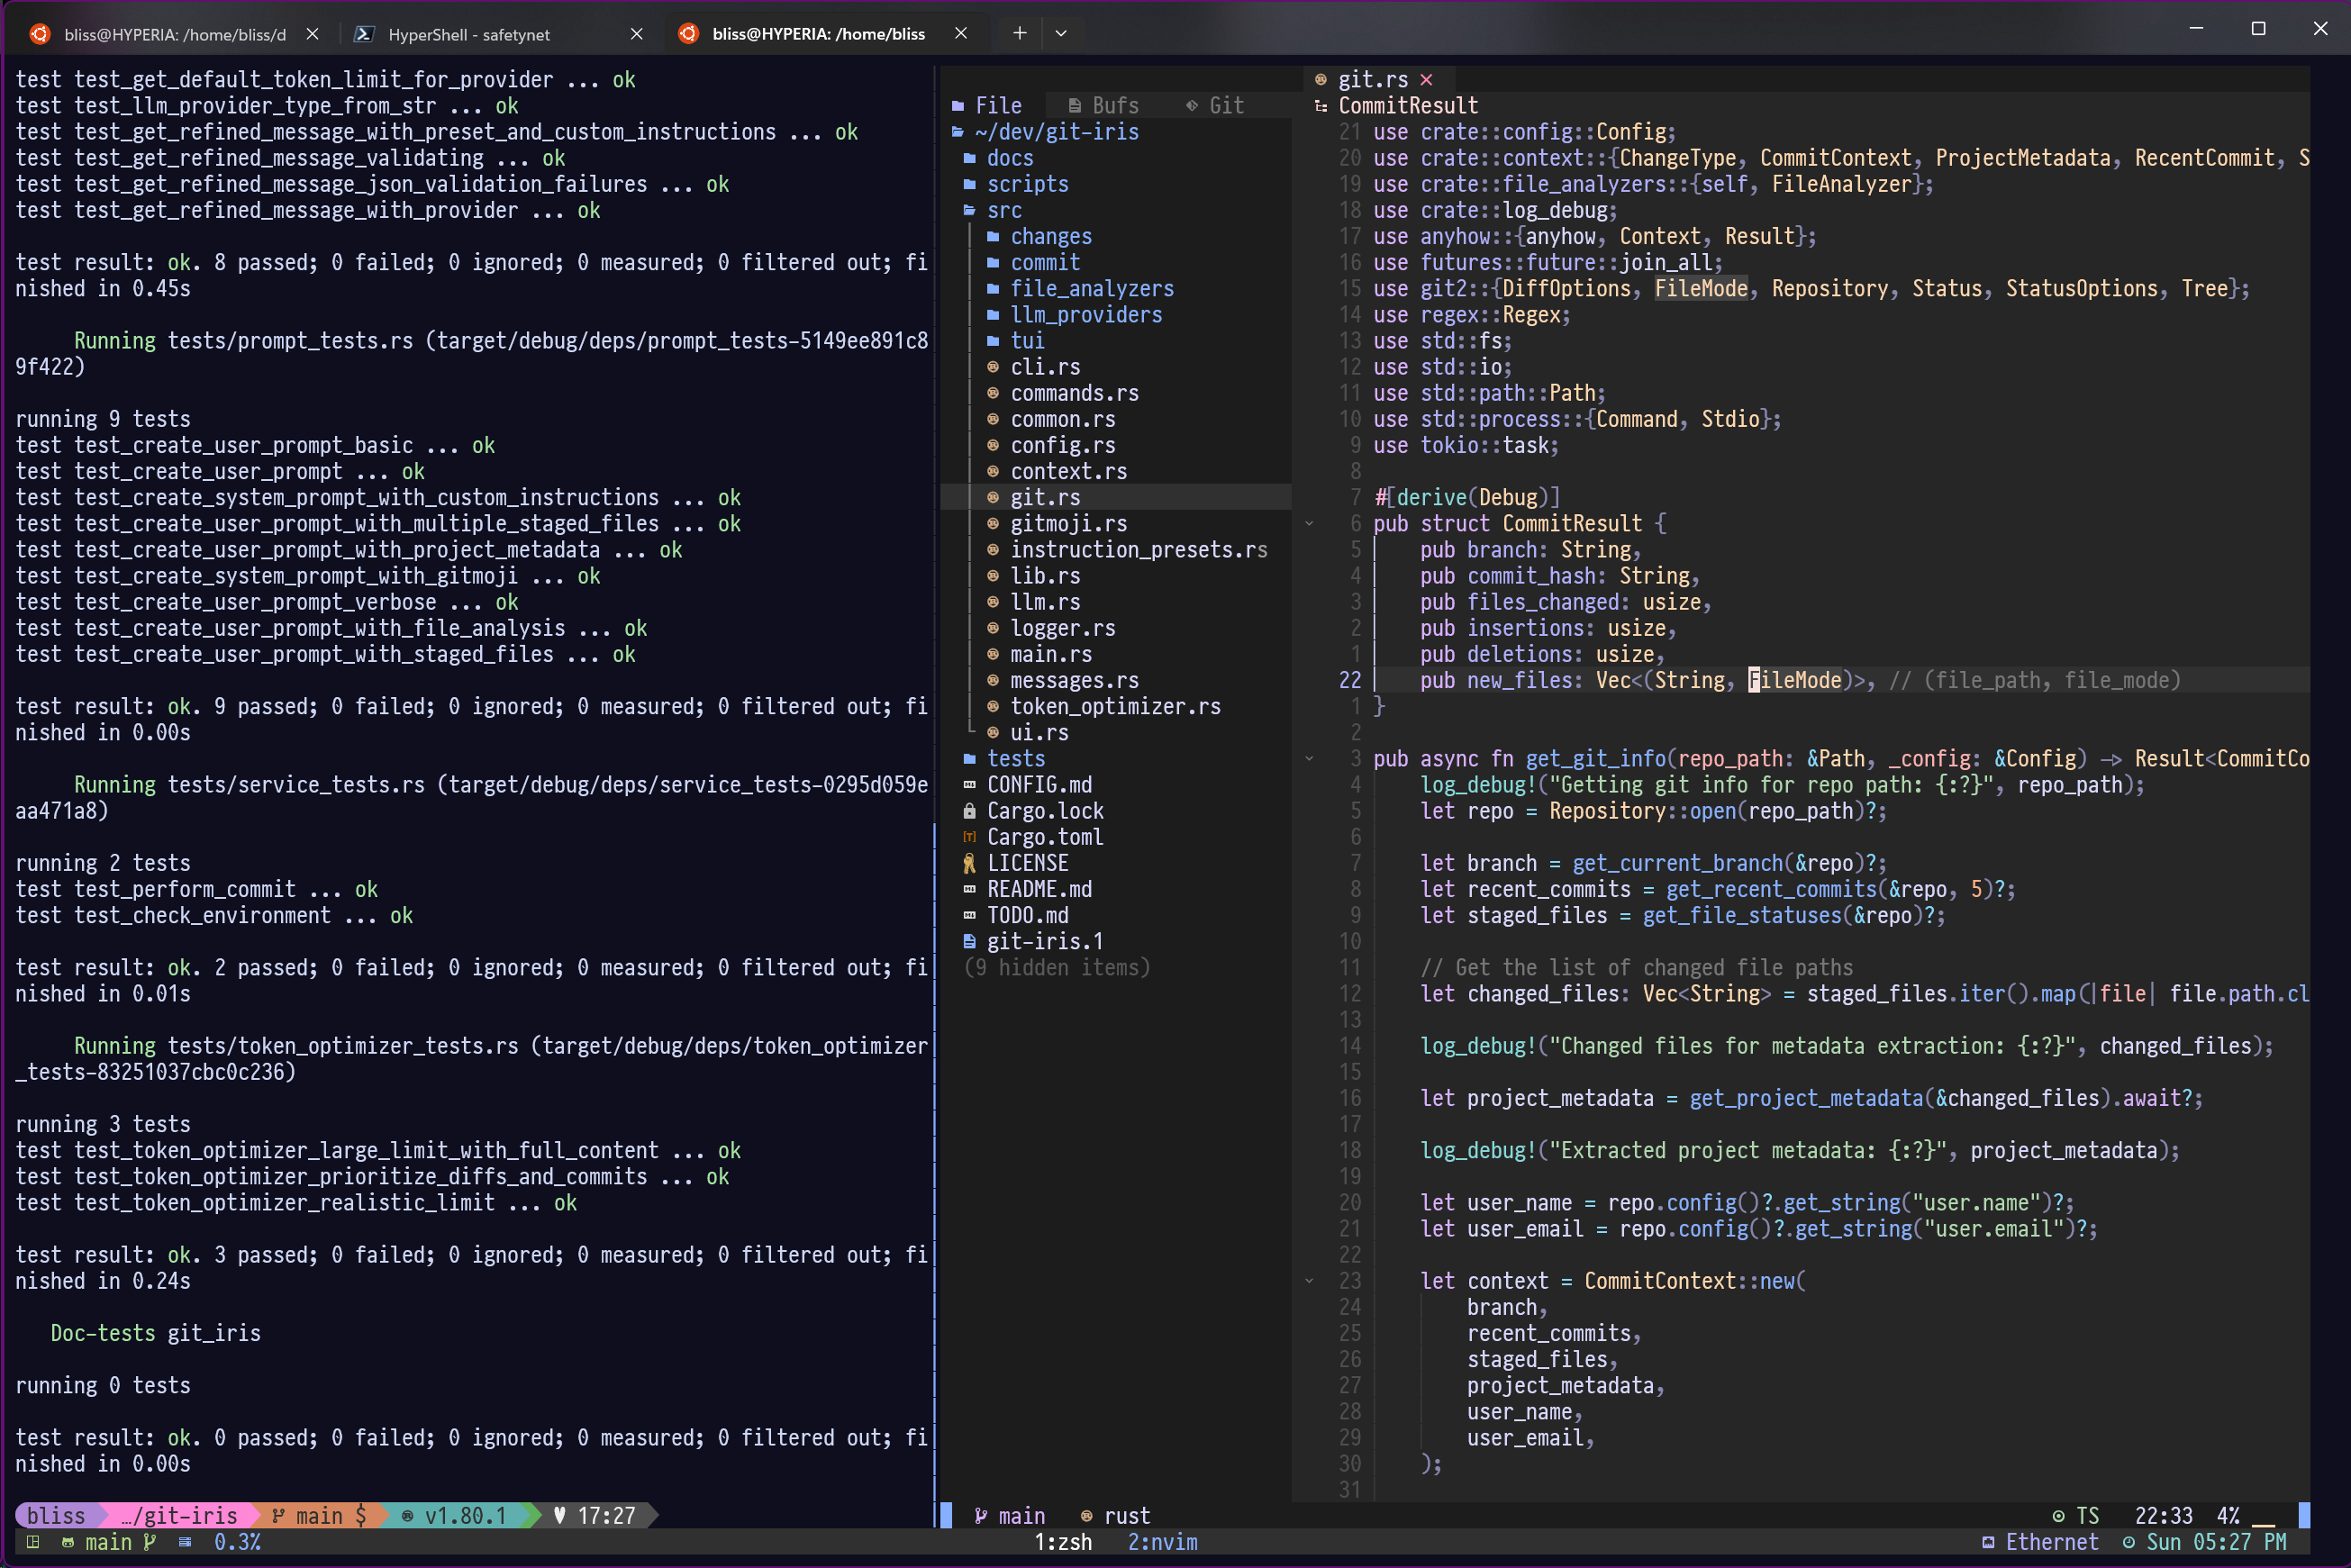 bliss@HYPERIA: /home/bliss/d
HyperShell - safetynet
bliss@HYPERIA: /home/bliss
test test_get_default_token_limit_for_provider ... ok
test test_llm_provider_type_from_str ... ok
test test_get_refined_message_with_preset_and_custom_instructions ... ok
test test_get_refined_message_validating ... ok
test test_get_refined_message_json_validation_failures ... ok
test test_get_refined_message_with_provider ... ok
test result: ok. 8 passed; 0 failed; 0 ignored; 0 measured; 0 filtered out; fi
nished in 0.45s
Running tests/prompt_tests.rs (target/debug/deps/prompt_tests-5149ee891c8
9f422)
running 9 tests
test test_create_user_prompt_basic ... ok
test test_create_user_prompt ... ok
test test_create_system_prompt_with_custom_instructions ... ok
test test_create_user_prompt_with_multiple_staged_files ... ok
test test_create_user_prompt_with_project_metadata ... ok
test test_create_system_prompt_with_gitmoji ... ok
test test_create_user_prompt_verbose ... ok
test test_create_user_prompt_with_file_analysis ... ok
test test_create_user_prompt_with_staged_files ... ok
test result: ok. 9 passed; 0 failed; 0 ignored; 0 measured; 0 filtered out; fi
nished in 0.00s
Running tests/service_tests.rs (target/debug/deps/service_tests-0295d059e
aa471a8)
running 2 tests
test test_perform_commit ... ok
test test_check_environment ... ok
test result: ok. 2 passed; 0 failed; 0 ignored; 0 measured; 0 filtered out; fi
nished in 0.01s
Running tests/token_optimizer_tests.rs (target/debug/deps/token_optimizer
_tests-83251037cbc0c236)
running 3 tests
test test_token_optimizer_large_limit_with_full_content ... ok
test test_token_optimizer_prioritize_diffs_and_commits ... ok
test test_token_optimizer_realistic_limit ... ok
test result: ok. 3 passed; 0 failed; 0 ignored; 0 measured; 0 filtered out; fi
nished in 0.24s
Doc-tests git_iris
running 0 tests
test result: ok. 0 passed; 0 failed; 0 ignored; 0 measured; 0 filtered out; fi
nished in 0.00s
bliss …/git-iris main $ v1.80.1 17:27
File Bufs Git
~/dev/git-iris
docs
scripts
src
changes
commit
file_analyzers
llm_providers
tui
cli.rs
commands.rs
common.rs
config.rs
context.rs
git.rs
gitmoji.rs
instruction_presets.rs
lib.rs
llm.rs
logger.rs
main.rs
messages.rs
token_optimizer.rs
ui.rs
tests
CONFIG.md
Cargo.lock
Cargo.toml
LICENSE
README.md
TODO.md
git-iris.1
(9 hidden items)
git.rs
CommitResult
21 use crate::config::Config;
20 use crate::context::{ChangeType, CommitContext, ProjectMetadata, RecentCommit, S
19 use crate::file_analyzers::{self, FileAnalyzer};
18 use crate::log_debug;
17 use anyhow::{anyhow, Context, Result};
16 use futures::future::join_all;
15 use git2::{DiffOptions, FileMode, Repository, Status, StatusOptions, Tree};
14 use regex::Regex;
13 use std::fs;
12 use std::io;
11 use std::path::Path;
10 use std::process::{Command, Stdio};
9 use tokio::task;
8
7 #[derive(Debug)]
6 pub struct CommitResult {
5 pub branch: String,
4 pub commit_hash: String,
3 pub files_changed: usize,
2 pub insertions: usize,
1 pub deletions: usize,
22 pub new_files: Vec<(String, FileMode)>, // (file_path, file_mode)
1 }
2
3 pub async fn get_git_info(repo_path: &Path, _config: &Config) -> Result<CommitCo
4 log_debug!("Getting git info for repo path: {:?}", repo_path);
5 let repo = Repository::open(repo_path)?;
6
7 let branch = get_current_branch(&repo)?;
8 let recent_commits = get_recent_commits(&repo, 5)?;
9 let staged_files = get_file_statuses(&repo)?;
10
11 // Get the list of changed file paths
12 let changed_files: Vec<String> = staged_files.iter().map(|file| file.path.cl
13
14 log_debug!("Changed files for metadata extraction: {:?}", changed_files);
15
16 let project_metadata = get_project_metadata(&changed_files).await?;
17
18 log_debug!("Extracted project metadata: {:?}", project_metadata);
19
20 let user_name = repo.config()?.get_string("user.name")?;
21 let user_email = repo.config()?.get_string("user.email")?;
22
23 let context = CommitContext::new(
24 branch,
25 recent_commits,
26 staged_files,
27 project_metadata,
28 user_name,
29 user_email,
30 );
31
main rust TS 22:33 4%
main 0.3% 1:zsh 2:nvim Ethernet Sun 05:27 PM